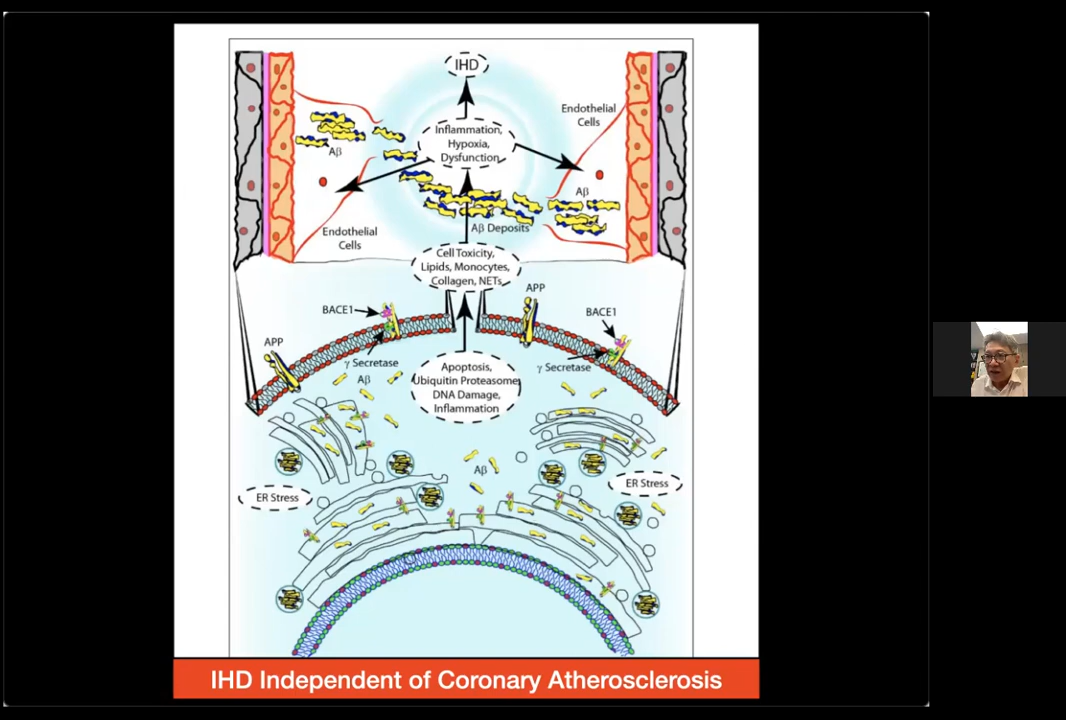 IHD
Endothelial
Cells
Inflammation,
Hypoxia,
Dysfunction
Aβ
Aβ
Aβ Deposits
Endothelial
Cells
Cell Toxicity,
Lipids, Monocytes,
Collagen, NETs,
APP
BACE1
BACE1
APP
γ Secretase
γ Secretase
Aβ
Apoptosis,
Ubiquitin Proteasome,
DNA Damage,
Inflammation
Aβ
ER Stress
ER Stress
IHD Independent of Coronary Atherosclerosis